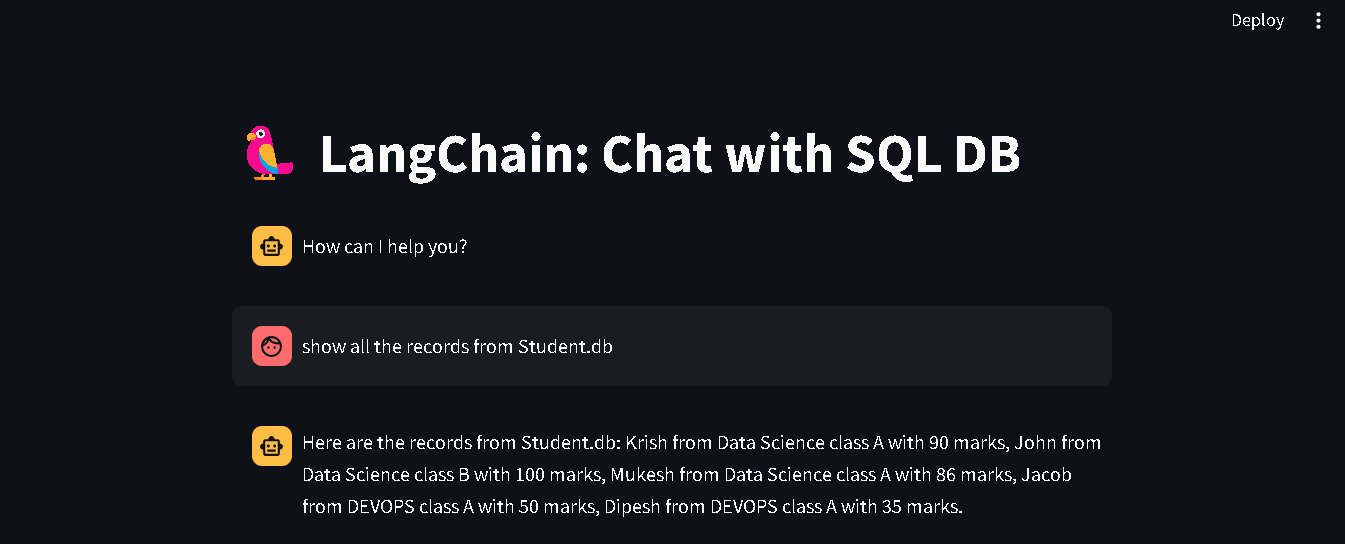 Deploy
LangChain: Chat with SQL DB
How can I help you?
show all the records from Student.db
Here are the records from Student.db: Krish from Data Science class A with 90 marks, John from
Data Science class B with 100 marks, Mukesh from Data Science class A with 86 marks, Jacob
from DEVOPS class A with 50 marks, Dipesh from DEVOPS class A with 35 marks.